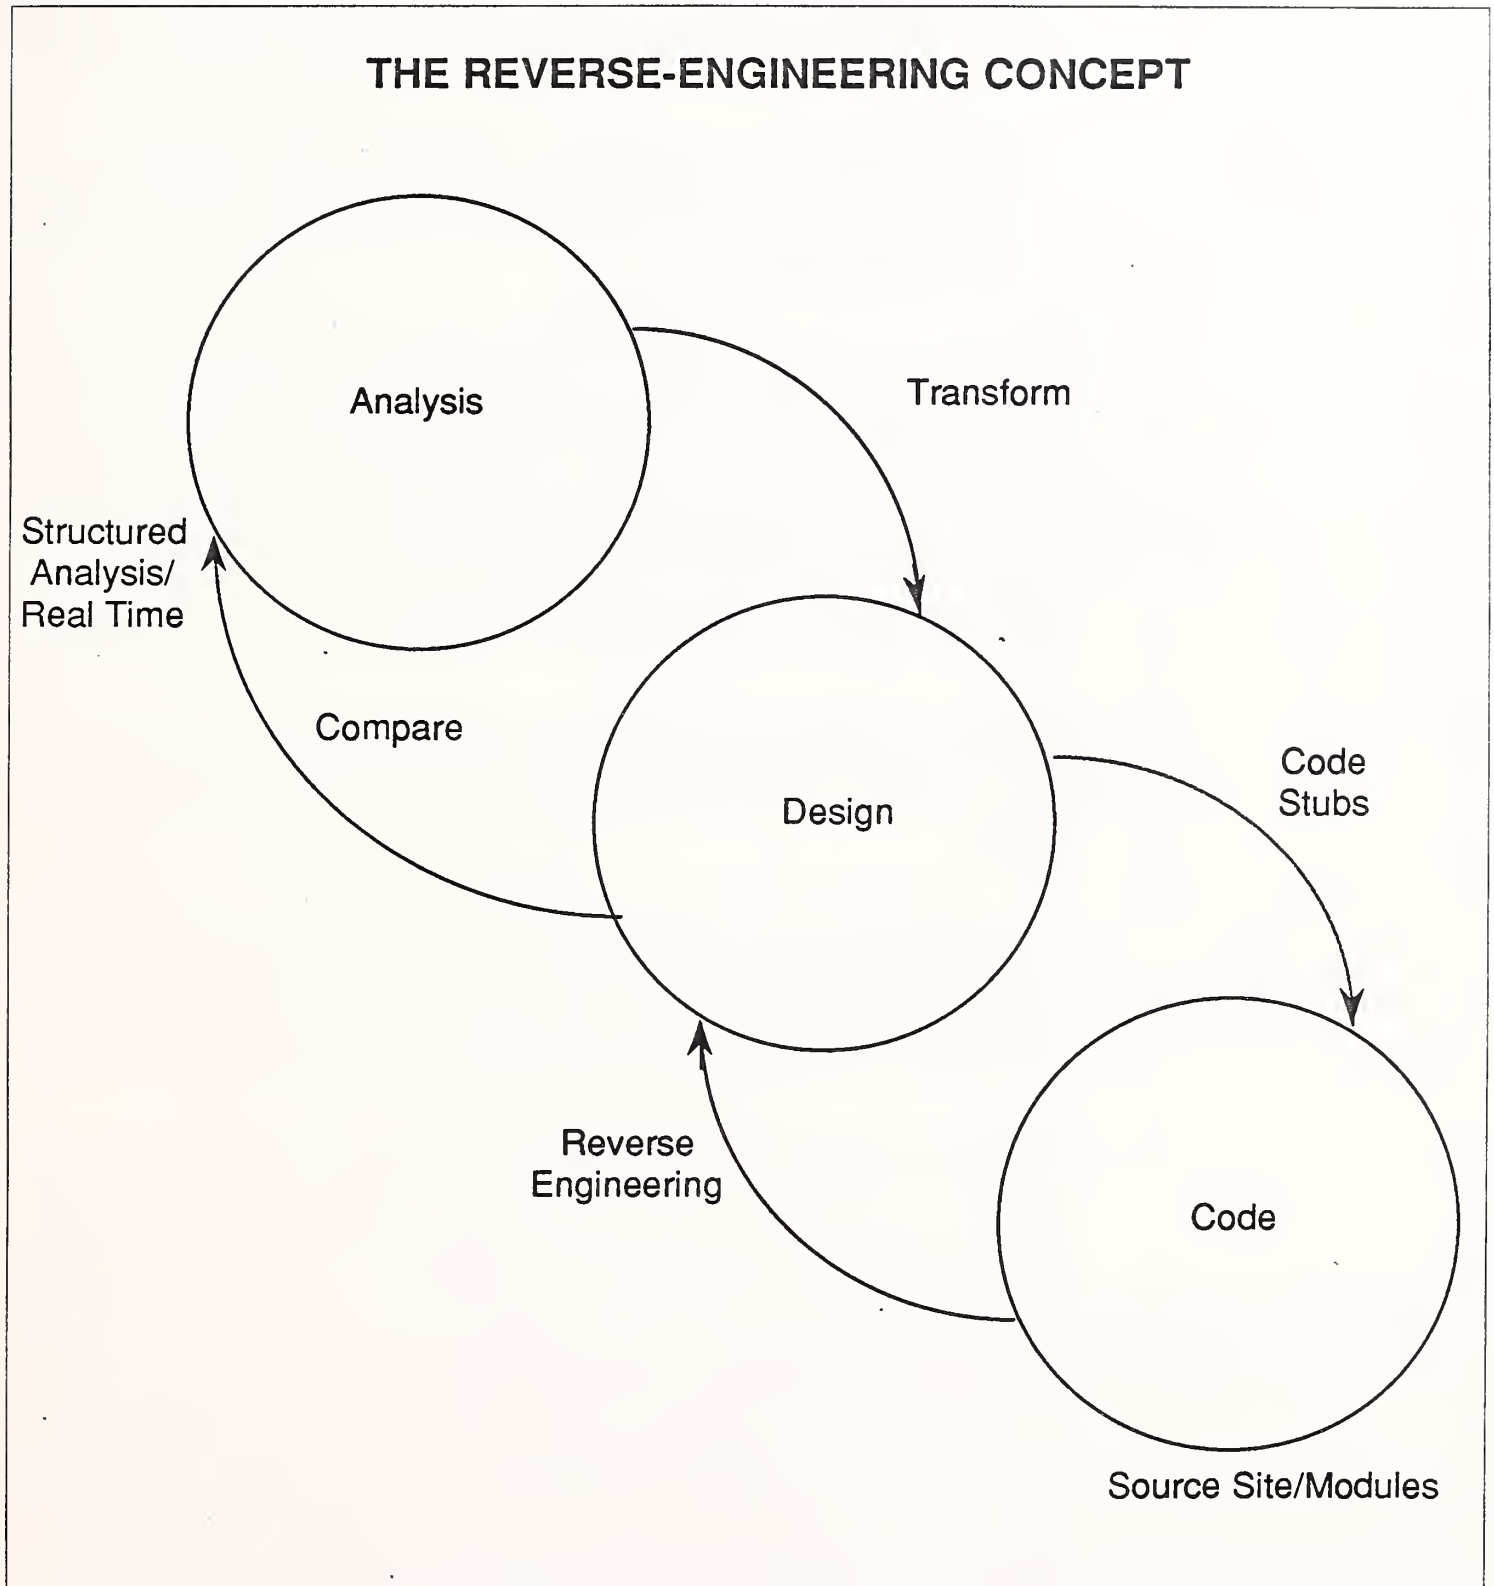 THE REVERSE-ENGINEERING CONCEPT
Analysis
Transform
Structured
Analysis/
Real Time
Compare
Code
Stubs
Design
Reverse
Engineering
Code
Source Site/Modules